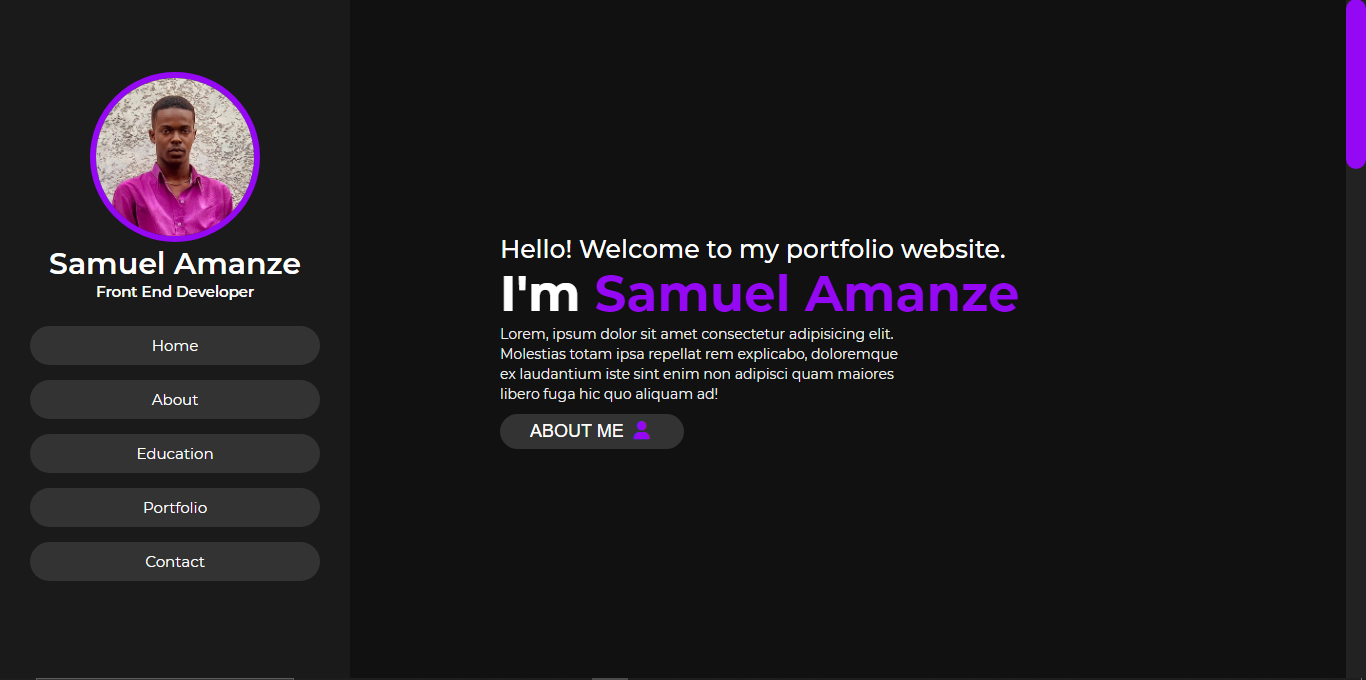 Samuel Amanze
Front End Developer
Home
About
Education
Portfolio
Contact
Hello! Welcome to my portfolio website.
I'm Samuel Amanze
Lorem, ipsum dolor sit amet consectetur adipisicing elit.
Molestias totam ipsa repellat rem explicabo, doloremque
ex laudantium iste sint enim non adipisci quam maiores
libero fuga hic quo aliquam ad!
ABOUT ME